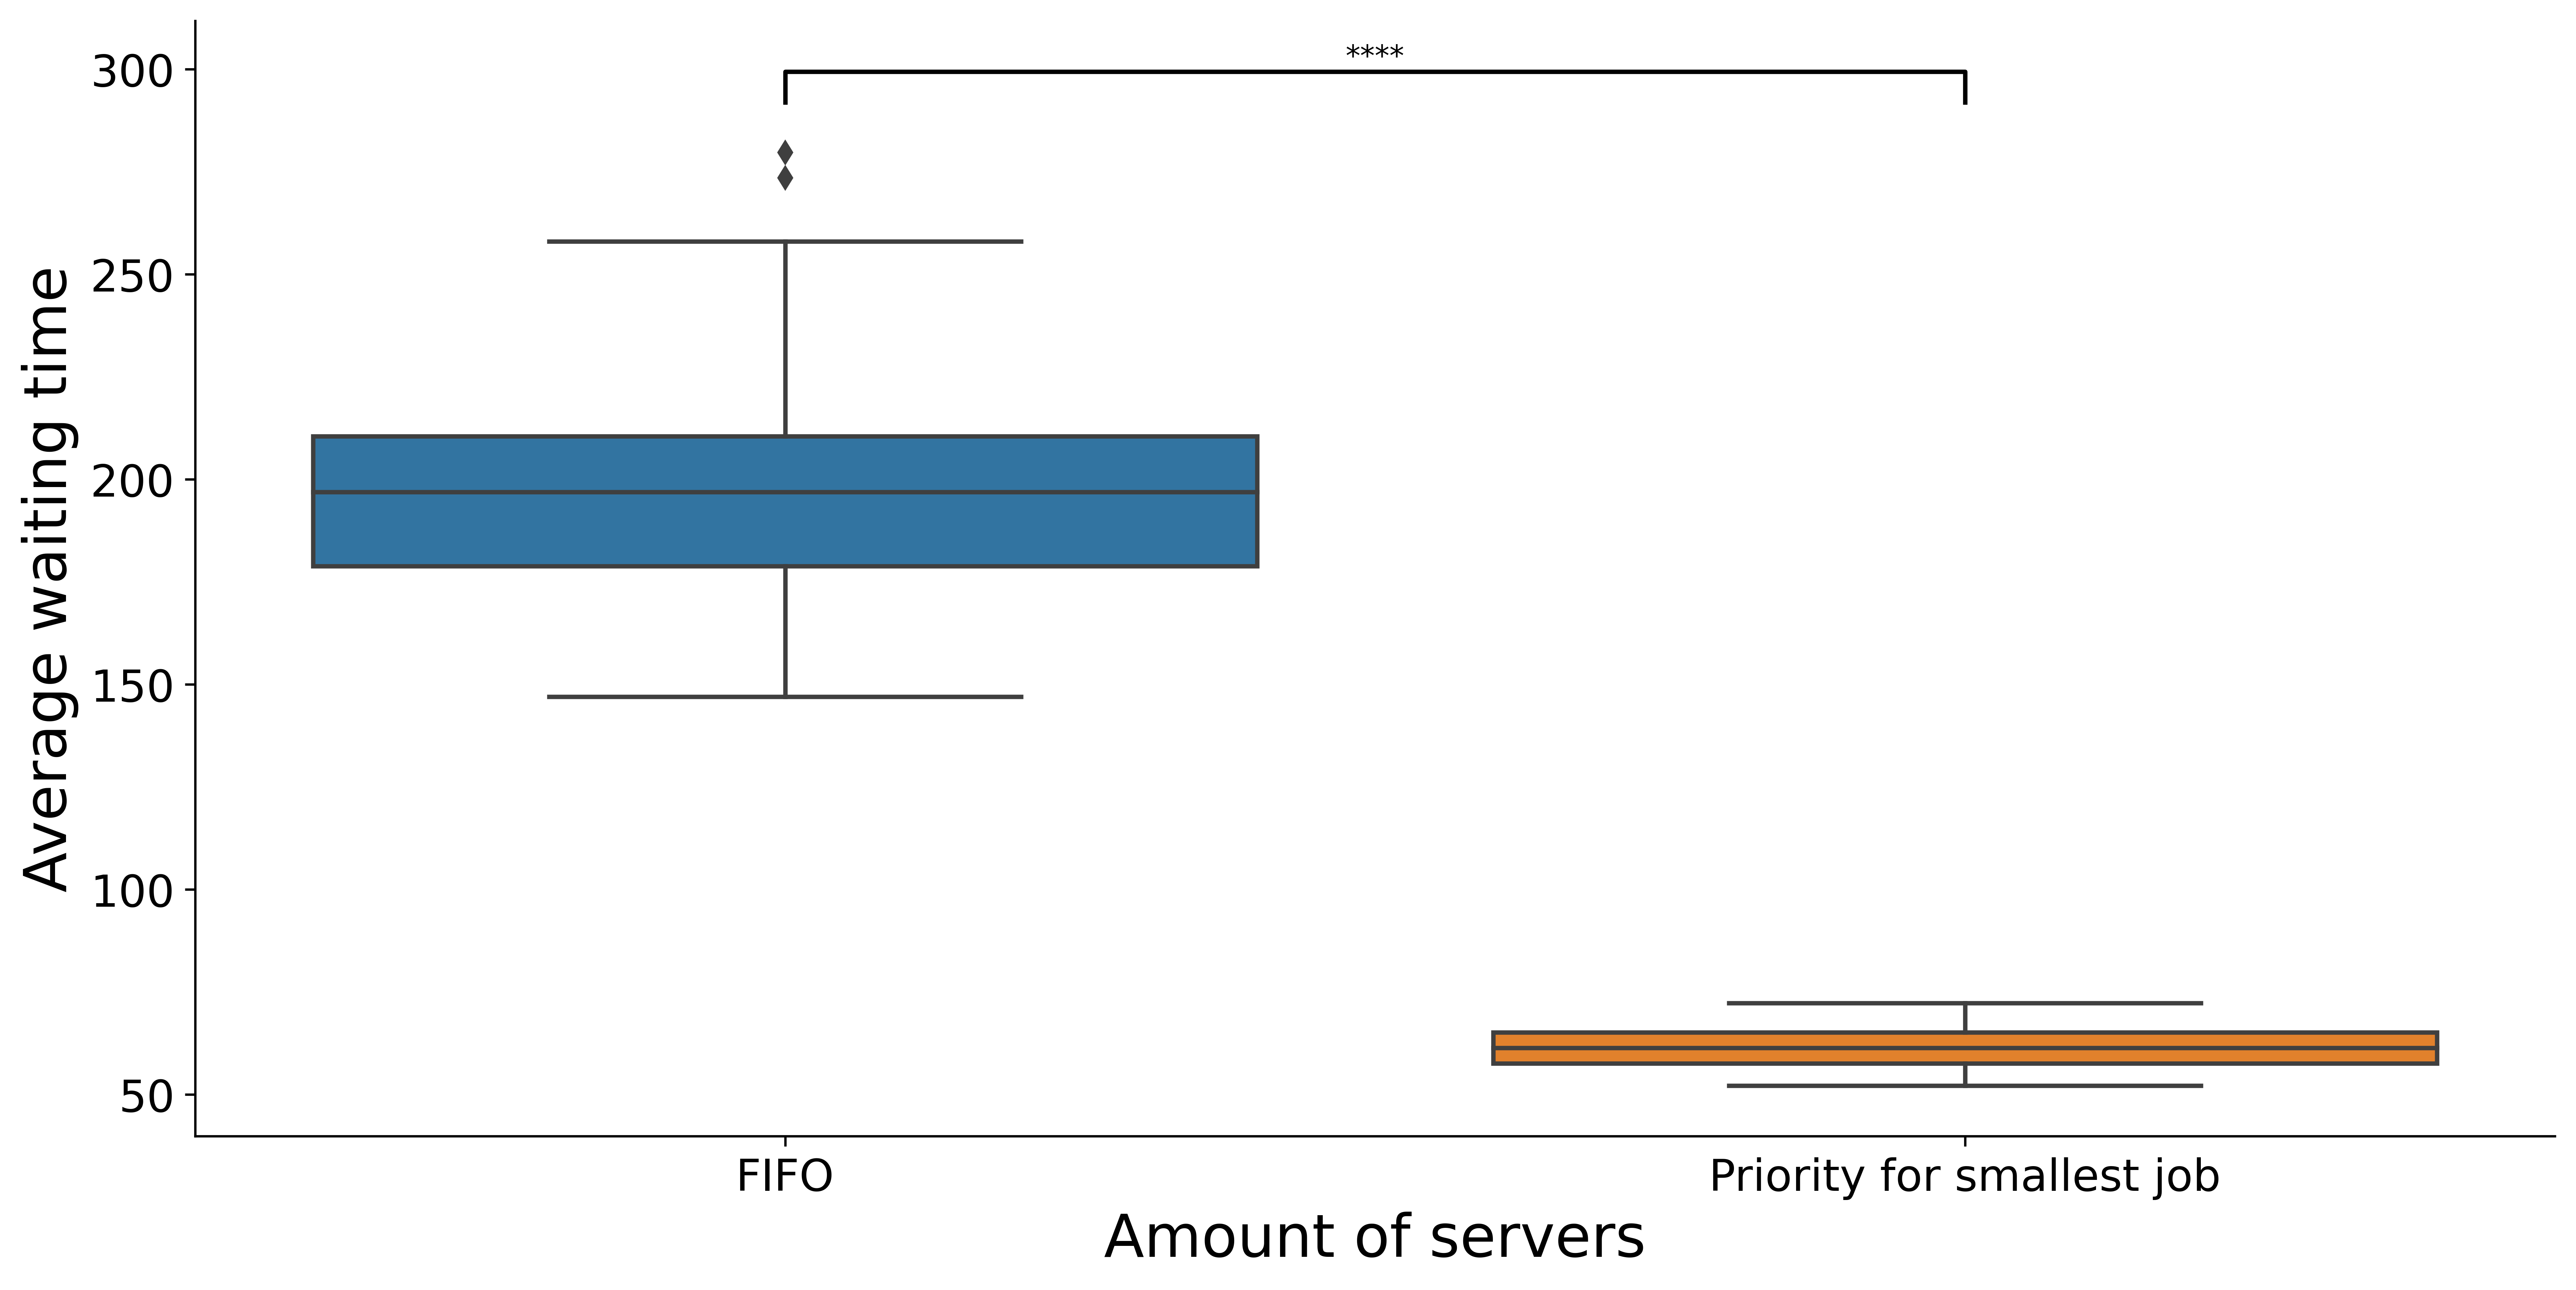 ****
300
250
200
150
100
50
Average waiting time
FIFO
Priority for smallest job
Amount of servers